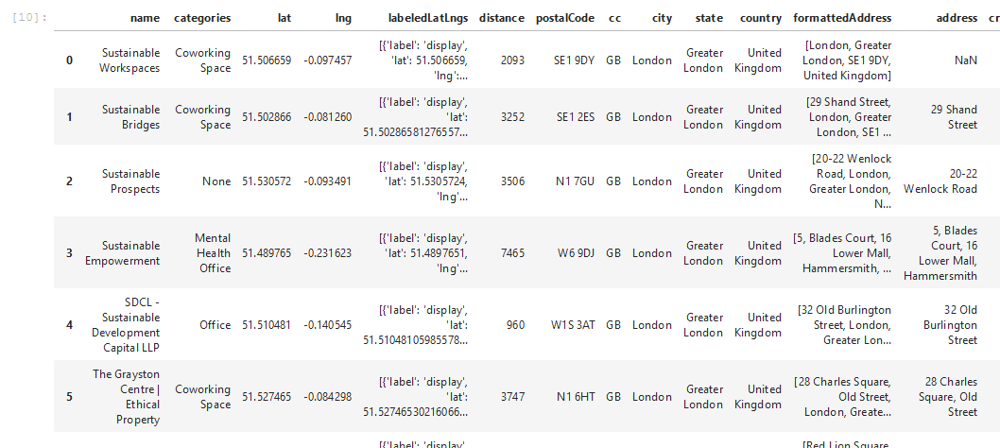 [10]:
name categories lat lng labeledLatLngs distance postalCode cc city state country formattedAddress address cr
0 Sustainable Workspaces Coworking Space 51.506659 -0.097457 [{'label': 'display', 'lat': 51.506659, 'lng':... 2093 SE1 9DY GB London Greater London United Kingdom [London, Greater London, SE1 9DY, United Kingdom] NaN
1 Sustainable Bridges Coworking Space 51.502866 -0.081260 [{'label': 'display', 'lat': 51.50286581276557... 3252 SE1 2ES GB London Greater London United Kingdom [29 Shand Street, London, Greater London, SE1 ... 29 Shand Street
2 Sustainable Prospects None 51.530572 -0.093491 [{'label': 'display', 'lat': 51.5305724, 'lng'... 3506 N1 7GU GB London Greater London United Kingdom [20-22 Wenlock Road, London, Greater London, N... 20-22 Wenlock Road
3 Sustainable Empowerment Mental Health Office 51.489765 -0.231623 [{'label': 'display', 'lat': 51.4897651, 'lng'... 7465 W6 9DJ GB London Greater London United Kingdom [5, Blades Court, 16 Lower Mall, Hammersmith, ... 5, Blades Court, 16 Lower Mall, Hammersmith
4 SDCL - Sustainable Development Capital LLP Office 51.510481 -0.140545 [{'label': 'display', 'lat': 51.51048105985578... 960 W1S 3AT GB London Greater London United Kingdom [32 Old Burlington Street, London, Greater Lon... 32 Old Burlington Street
5 The Grayston Centre | Ethical Property Coworking Space 51.527465 -0.084298 [{'label': 'display', 'lat': 51.52746530216066... 3747 N1 6HT GB London Greater London United Kingdom [28 Charles Square, Old Street, London, Greate... 28 Charles Square, Old Street
[{'label': 'display', [Red Lion Square,